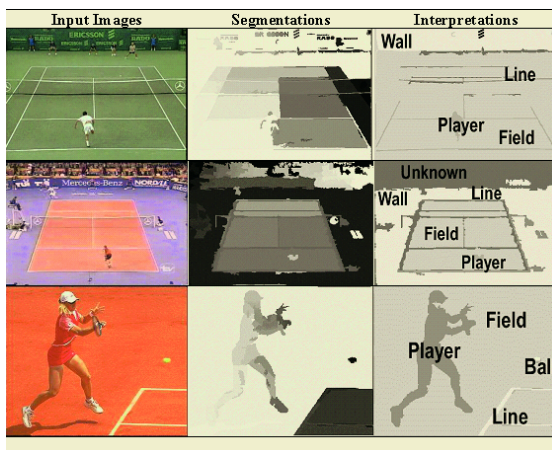 Input Images Segmentations Interpretations
ERICSSON
Wall
Line
Player
Field
Mercedes-Benz
Unknown
Wall
Line
Field
Player
Field
Player
Bal
Line